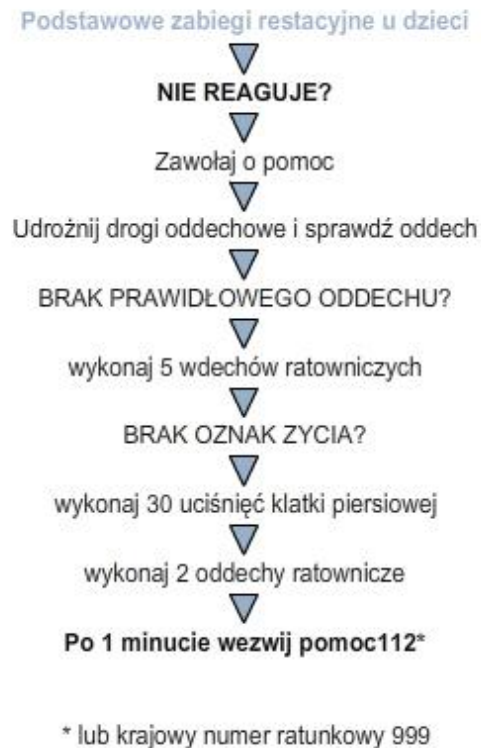 Podstawowe zabiegi restacyjne u dzieci
NIE REAGUJE?
Zawołaj o pomoc
Udrożnij drogi oddechowe i sprawdź oddech
BRAK PRAWIDŁOWEGO ODDECHU?
wykonaj 5 wdechów ratowniczych
BRAK OZNAK ZYCIA?
wykonaj 30 uciśnięć klatki piersiowej
wykonaj 2 oddechy ratownicze
Po 1 minucie wezwij pomoc112*
* lub krajowy numer ratunkowy 999